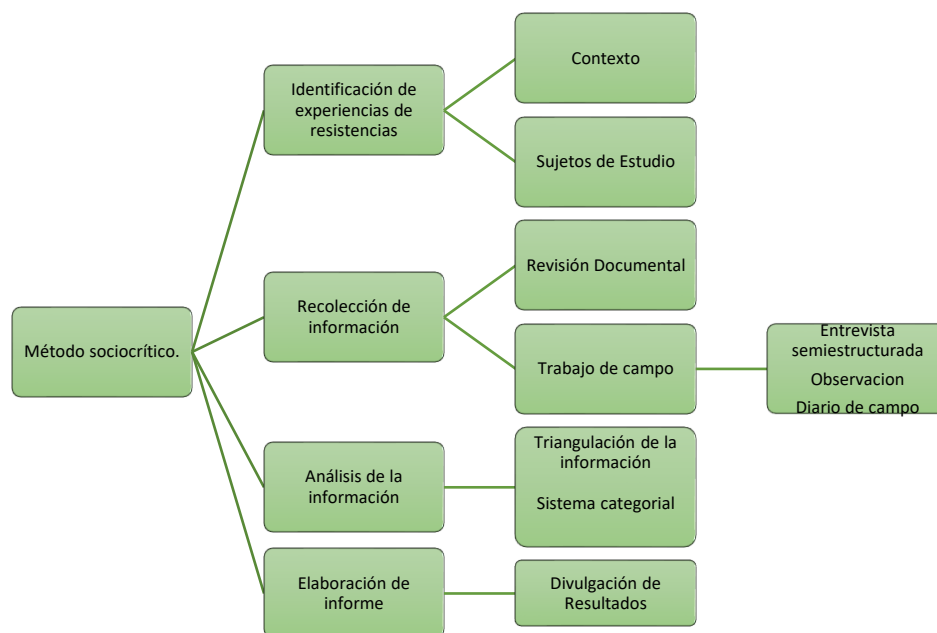 Contexto
Identificación de
experiencias de
resistencias
Sujetos de Estudio
Revisión Documental
Recolección de
información
Método sociocrítico.
Trabajo de campo
Entrevista
semiestructurada
Observacion
Diario de campo
Triangulación de la
información
Análisis de la
información
Sistema categorial
Elaboración de
informe
Divulgación de
Resultados